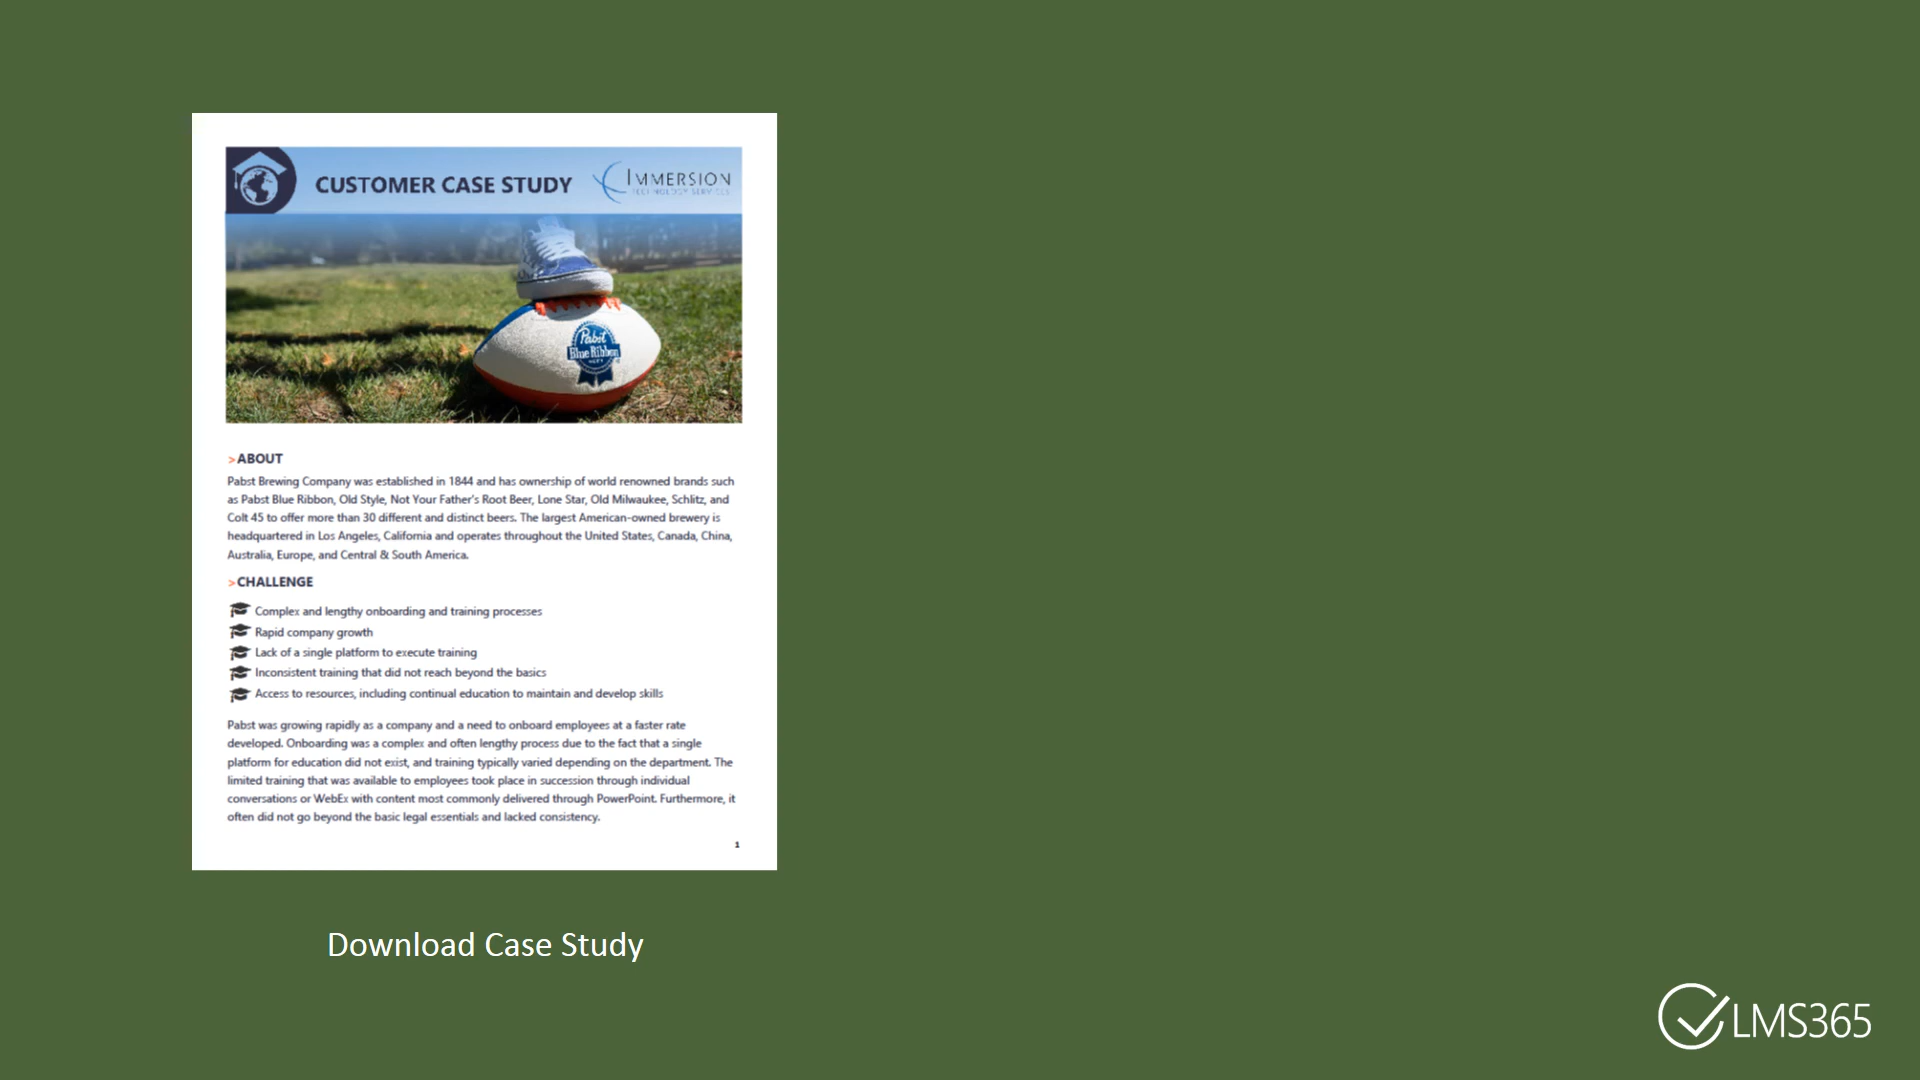 CUSTOMER CASE STUDY
IMMERSION
TECHNOLOGY SERVICES
Pabst
Blue Ribbon
>ABOUT
Pabst Brewing Company was established in 1844 and has ownership of world renowned brands such
as Pabst Blue Ribbon, Old Style, Not Your Father's Root Beer, Lone Star, Old Milwaukee, Schlitz, and
Colt 45 to offer more than 30 different and distinct beers. The largest American-owned brewery is
headquartered in Los Angeles, California and operates throughout the United States, Canada, China,
Australia, Europe, and Central & South America.
>CHALLENGE
Complex and lengthy onboarding and training processes
Rapid company growth
Lack of a single platform to execute training
Inconsistent training that did not reach beyond the basics
Access to resources, including continual education to maintain and develop skills
Pabst was growing rapidly as a company and a need to onboard employees at a faster rate
developed. Onboarding was a complex and often lengthy process due to the fact that a single
platform for education did not exist, and training typically varied depending on the department. The
limited training that was available to employees took place in succession through individual
conversations or WebEx with content most commonly delivered through PowerPoint. Furthermore, it
often did not go beyond the basic legal essentials and lacked consistency.
1
Download Case Study
LMS365